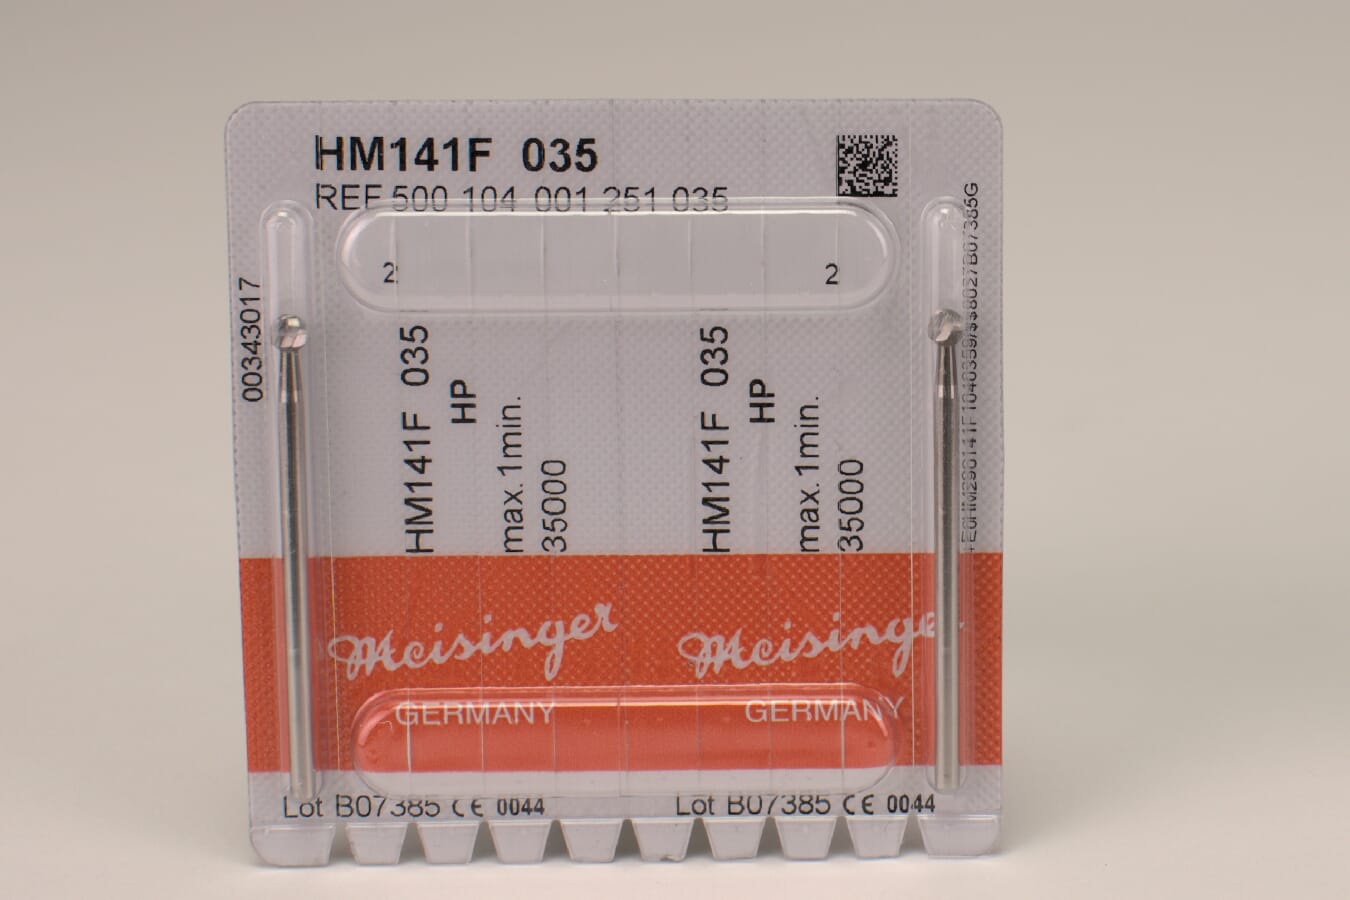 HM141F 035
REF 500 104 001 251 035
2
2
00343017
HM141F 035
HP
max. 1min.
35000
HM141F 035
HP
max. 1min.
35000
Meisinger
GERMANY
Meisinge
GERMANY
Lot B07385 CE 0044
Lot B07385 CE 0044